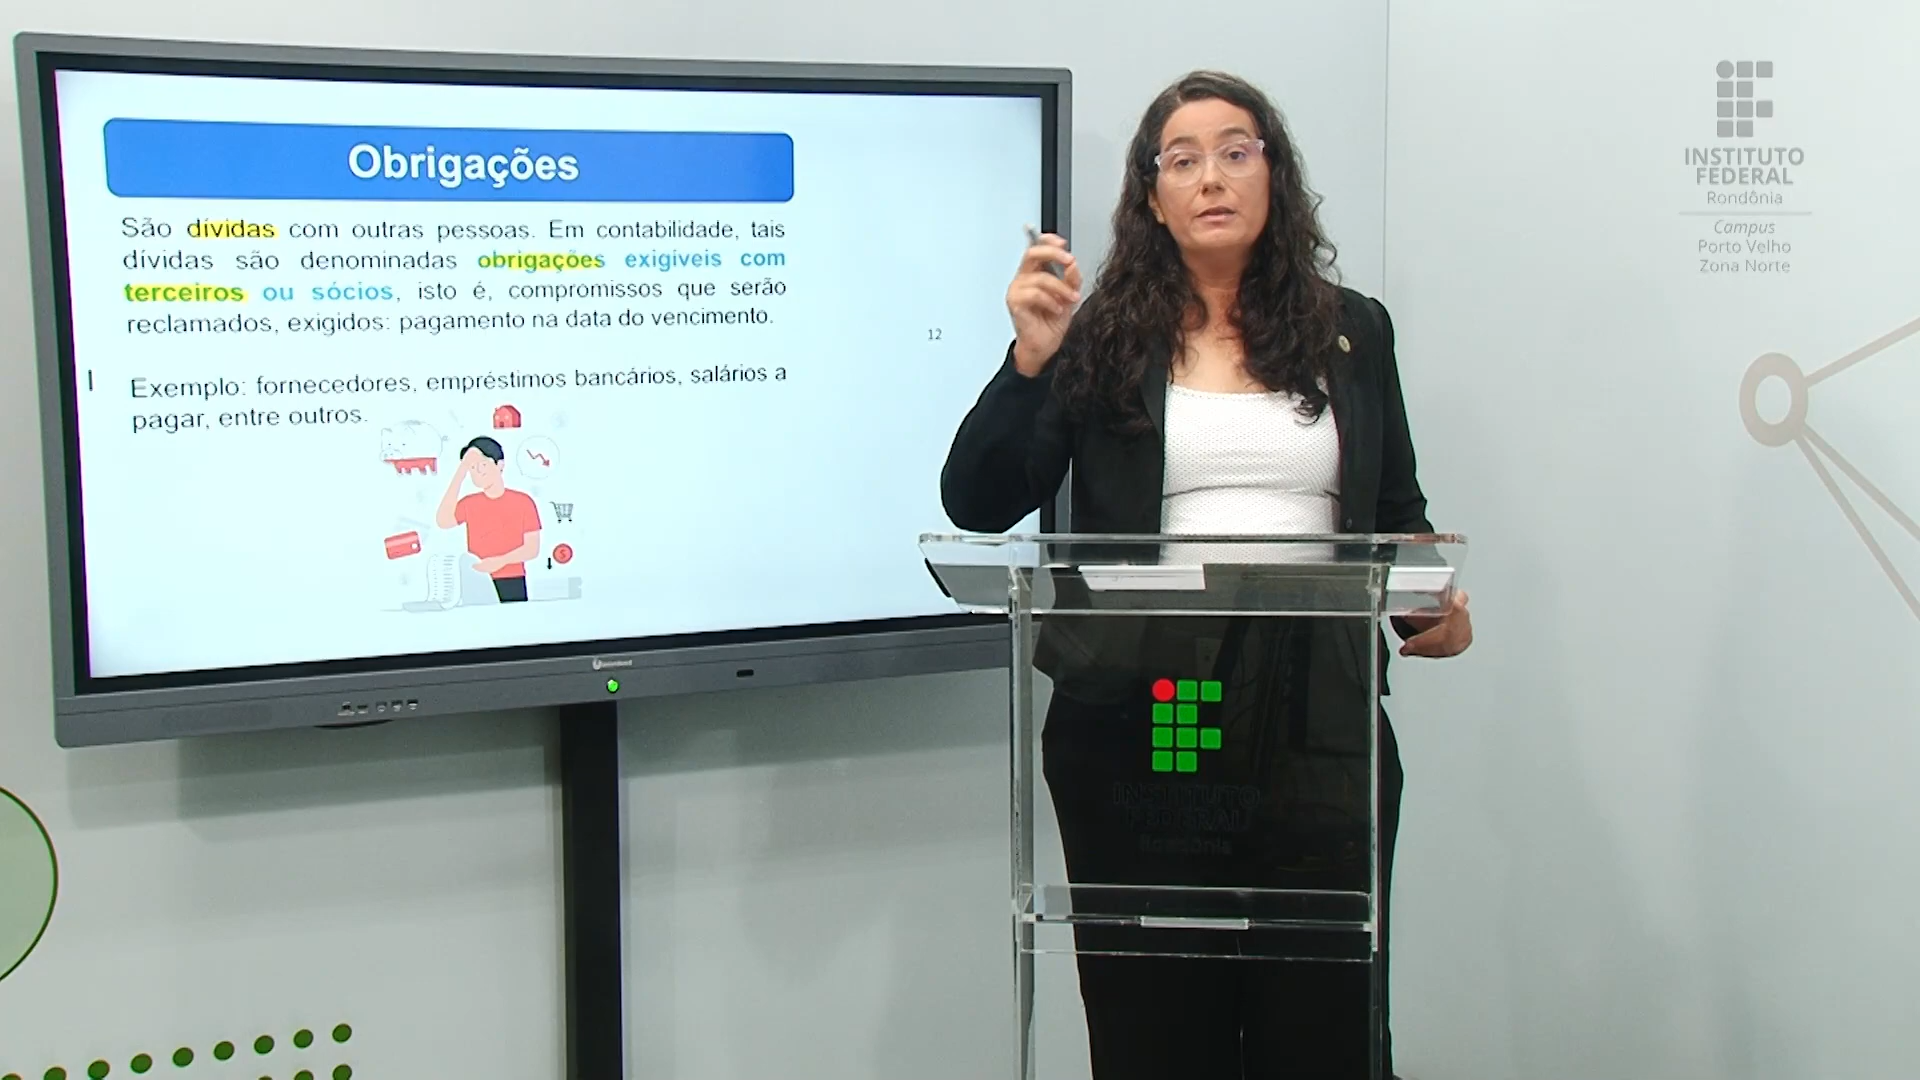 Obrigações
São dívidas com outras pessoas. Em contabilidade, tais
dívidas são denominadas obrigações exigíveis com
terceiros ou sócios, isto é, compromissos que serão
reclamados, exigidos: pagamento na data do vencimento.
12
Exemplo: fornecedores, empréstimos bancários, salários a
pagar, entre outros.
INSTITUTO
FEDERAL
Rondônia
Campus
Porto Velho
Zona Norte
INSTITUTO
FEDERAL
Rondônia